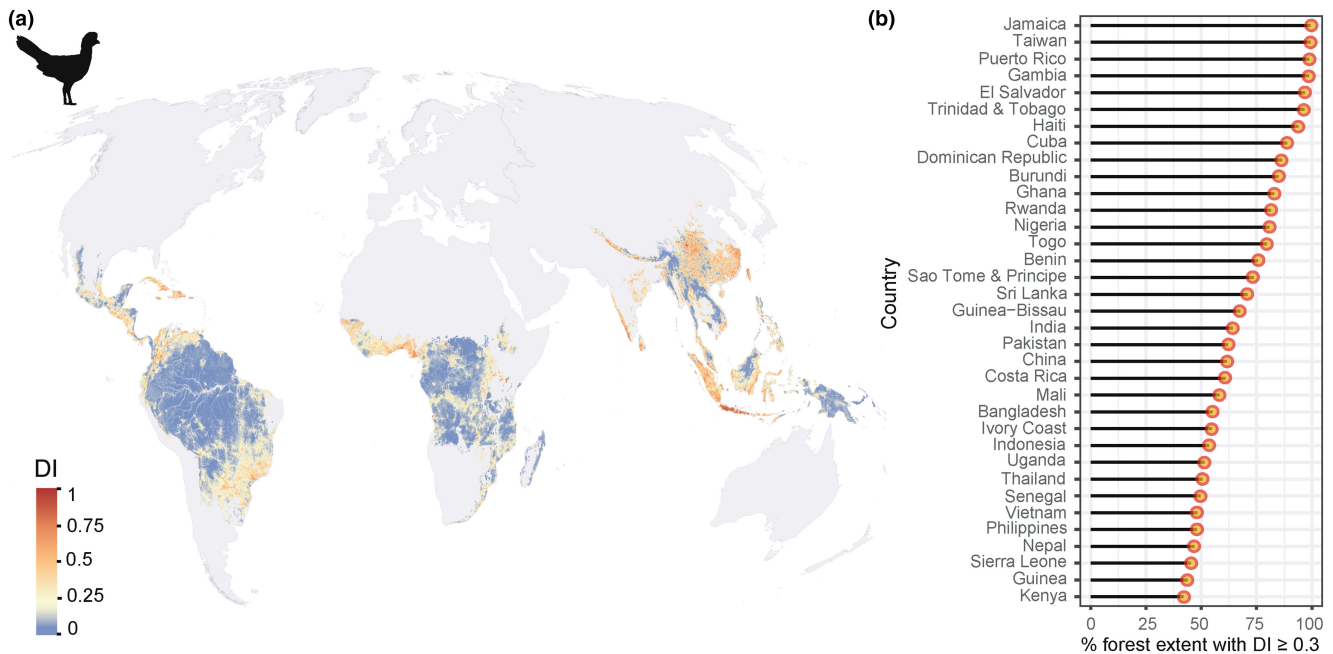 (a)
DI
1
0.75
0.5
0.25
0
(b)
Country
Jamaica
Taiwan
Puerto Rico
Gambia
El Salvador
Trinidad & Tobago
Haiti
Cuba
Dominican Republic
Burundi
Ghana
Rwanda
Nigeria
Togo
Benin
Sao Tome & Principe
Sri Lanka
Guinea−Bissau
India
Pakistan
China
Costa Rica
Mali
Bangladesh
Ivory Coast
Indonesia
Uganda
Thailand
Senegal
Vietnam
Philippines
Nepal
Sierra Leone
Guinea
Kenya
0 25 50 75 100
% forest extent with DI ≥ 0.3